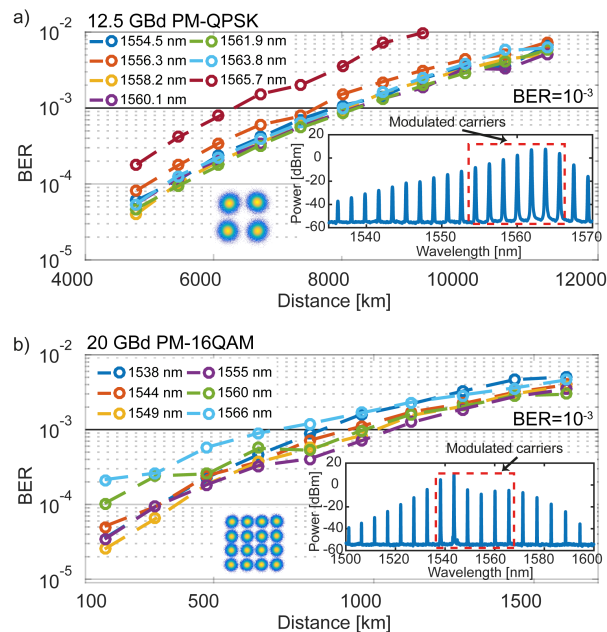 a) 12.5 GBd PM-QPSK
10⁻²
10⁻³
10⁻⁴
10⁻⁵
BER
1554.5 nm
1556.3 nm
1558.2 nm
1560.1 nm
1561.9 nm
1563.8 nm
1565.7 nm
BER=10⁻³
Modulated carriers
Power [dBm]
20
-20
-60
1540
1550
1560
1570
Wavelength [nm]
4000
6000
8000
10000
12000
Distance [km]
b) 20 GBd PM-16QAM
10⁻²
10⁻³
10⁻⁴
10⁻⁵
BER
1538 nm
1544 nm
1549 nm
1555 nm
1560 nm
1566 nm
BER=10⁻³
Modulated carriers
Power [dBm]
20
0
-20
-40
-60
1500
1520
1540
1560
1580
1600
Wavelength [nm]
100
500
1000
1500
Distance [km]